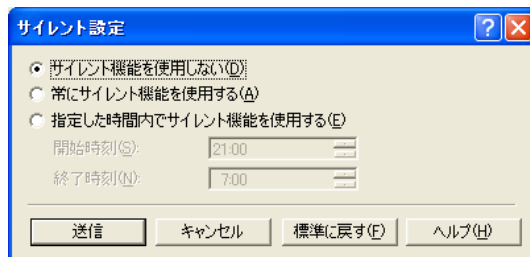 サイレント設定
サイレント機能を使用しない(D)
常にサイレント機能を使用する(A)
指定した時間内でサイレント機能を使用する(E)
開始時刻(S): 21:00
終了時刻(N): 7:00
送信 キャンセル 標準に戻す(F) ヘルプ(H)